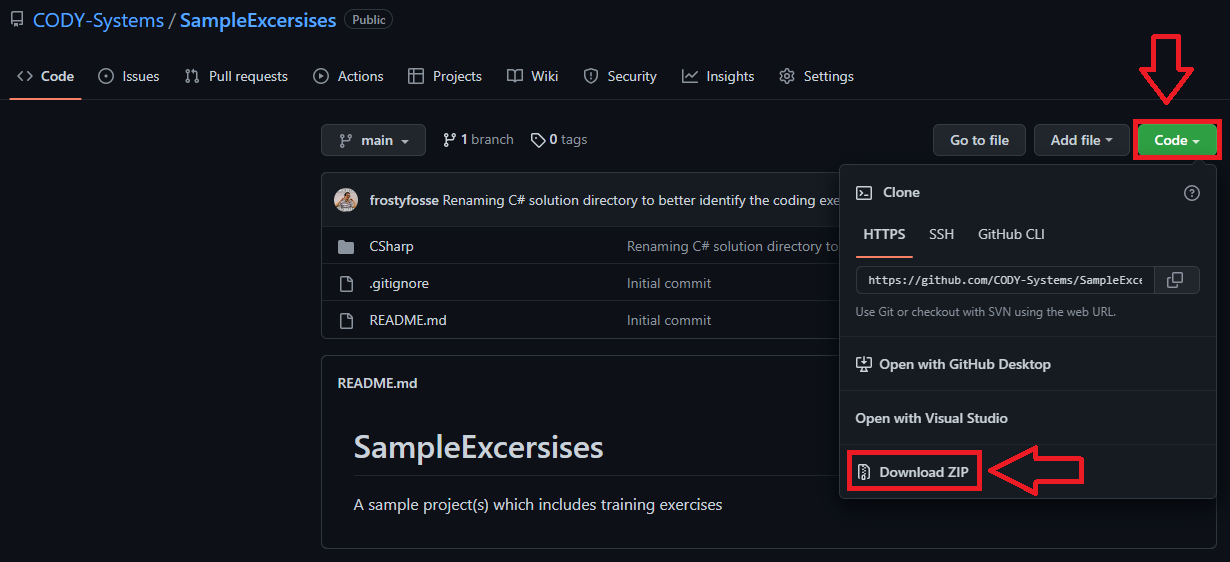 CODY-Systems / SampleExcersises Public
Code Issues Pull requests Actions Projects Wiki Security Insights Settings
main 1 branch 0 tags Go to file Add file Code
frostyfosse Renaming C# solution directory to better identify the coding exe
CSharp Renaming C# solution directory to
.gitignore Initial commit
README.md Initial commit
Clone
HTTPS SSH GitHub CLI
https://github.com/CODY-Systems/SampleExce
Use Git or checkout with SVN using the web URL.
Open with GitHub Desktop
Open with Visual Studio
Download ZIP
README.md
SampleExcersises
A sample project(s) which includes training exercises